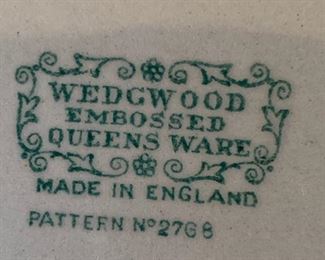 WEDGWOOD
EMBOSSED
QUEENS WARE
MADE IN ENGLAND
PATTERN Nº2768